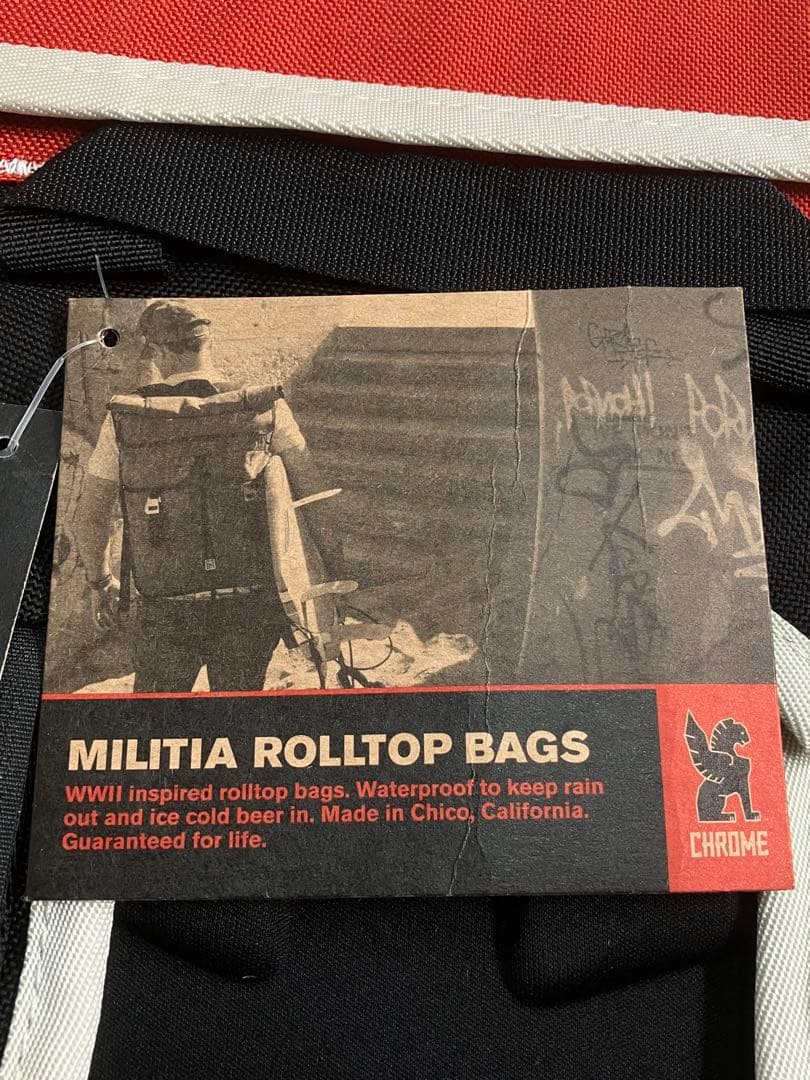 MILITIA ROLLTOP BAGS
WWII inspired rolltop bags. Waterproof to keep rain
out and ice cold beer in. Made in Chico, California.
Guaranteed for life.
CHROME